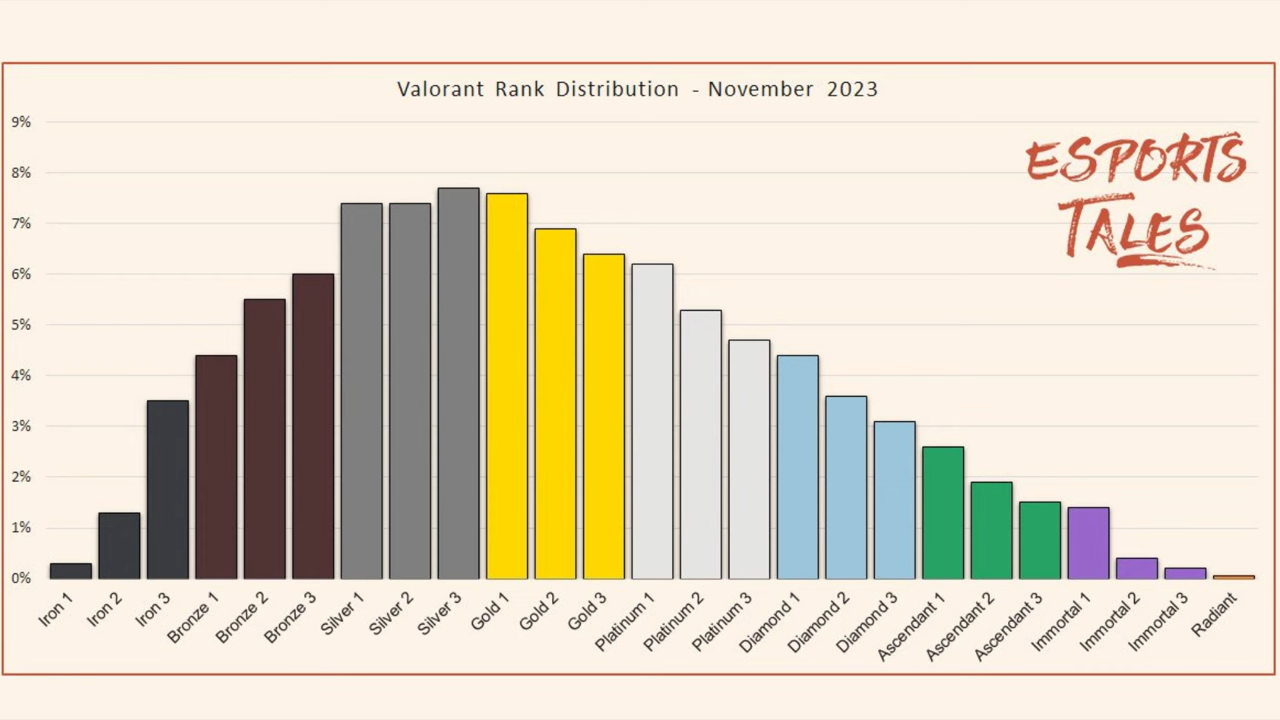 Valorant Rank Distribution - November 2023
ESPORTS
TALES
9%
8%
7%
6%
5%
4%
3%
2%
1%
0%
Iron 1
Iron 2
Iron 3
Bronze 1
Bronze 2
Bronze 3
Silver 1
Silver 2
Silver 3
Gold 1
Gold 2
Gold 3
Platinum 1
Platinum 2
Platinum 3
Diamond 1
Diamond 2
Diamond 3
Ascendant 1
Ascendant 2
Ascendant 3
Immortal 1
Immortal 2
Immortal 3
Radiant